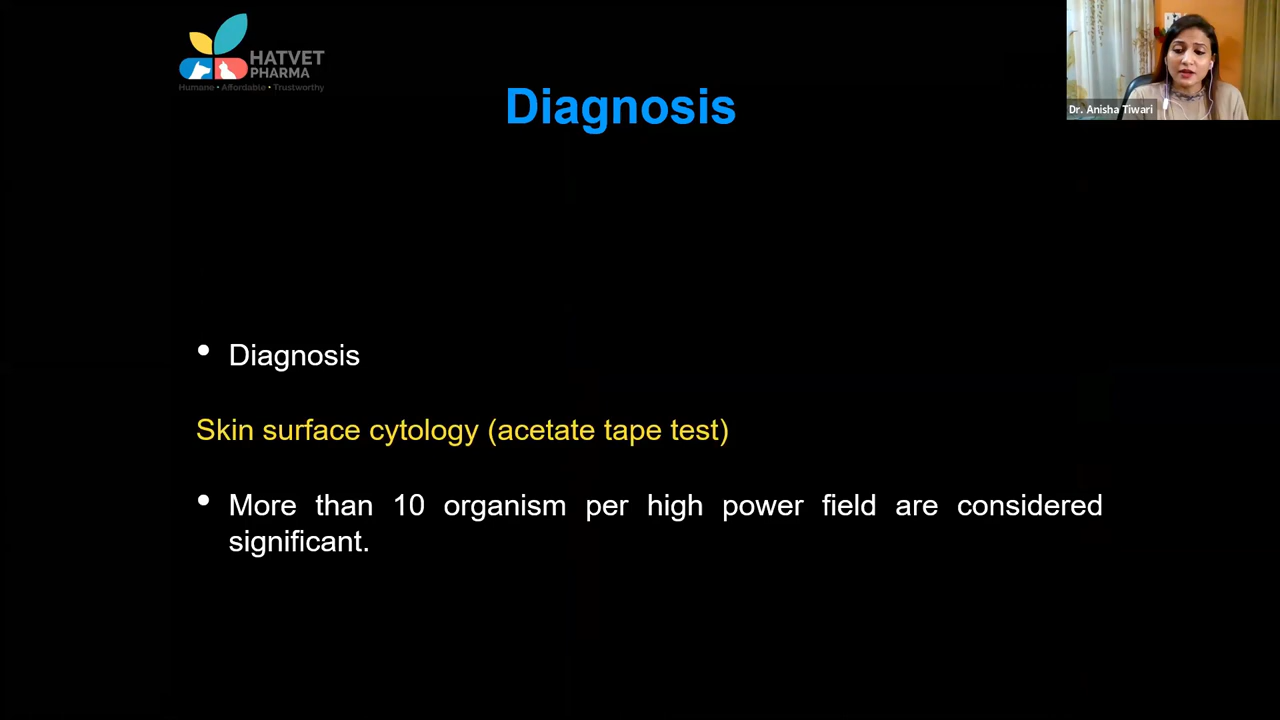 HATVET
PHARMA
Humane • Affordable • Trustworthy
Diagnosis
Dr. Anisha Tiwari
• Diagnosis
Skin surface cytology (acetate tape test)
• More than 10 organism per high power field are considered
significant.